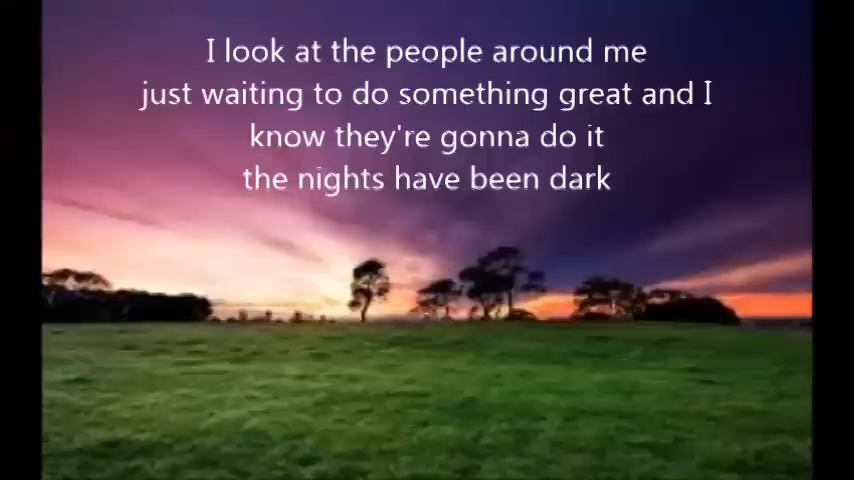 I look at the people around me
just waiting to do something great and I
know they're gonna do it
the nights have been dark